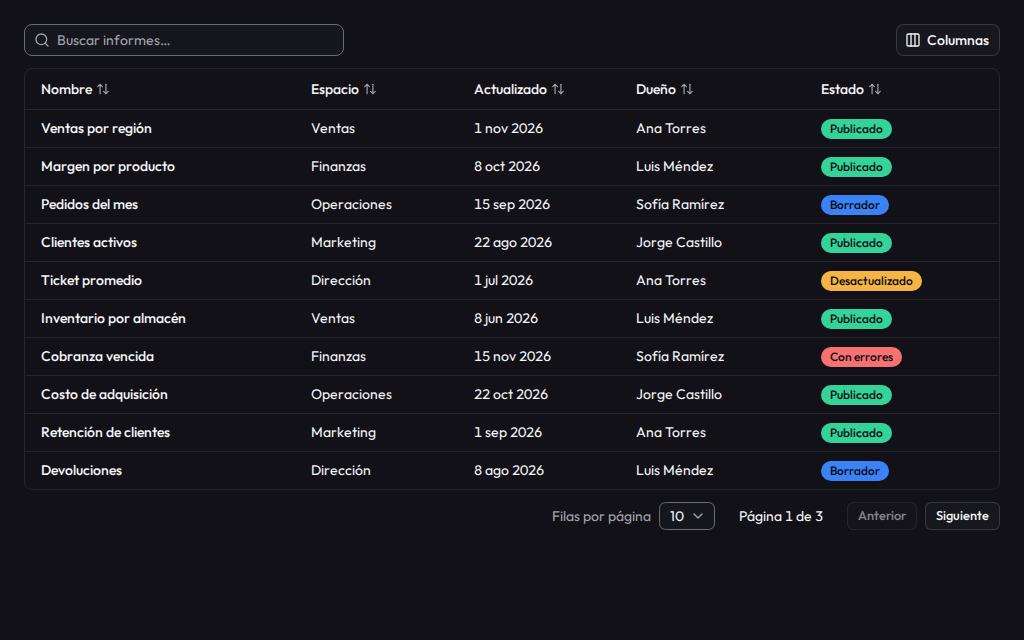 Buscar informes...
Columnas
Nombre Espacio Actualizado Dueño Estado
Ventas por región Ventas 1 nov 2026 Ana Torres Publicado
Margen por producto Finanzas 8 oct 2026 Luis Méndez Publicado
Pedidos del mes Operaciones 15 sep 2026 Sofía Ramírez Borrador
Clientes activos Marketing 22 ago 2026 Jorge Castillo Publicado
Ticket promedio Dirección 1 jul 2026 Ana Torres Desactualizado
Inventario por almacén Ventas 8 jun 2026 Luis Méndez Publicado
Cobranza vencida Finanzas 15 nov 2026 Sofía Ramírez Con errores
Costo de adquisición Operaciones 22 oct 2026 Jorge Castillo Publicado
Retención de clientes Marketing 1 sep 2026 Ana Torres Publicado
Devoluciones Dirección 8 ago 2026 Luis Méndez Borrador
Filas por página 10 Página 1 de 3 Anterior Siguiente